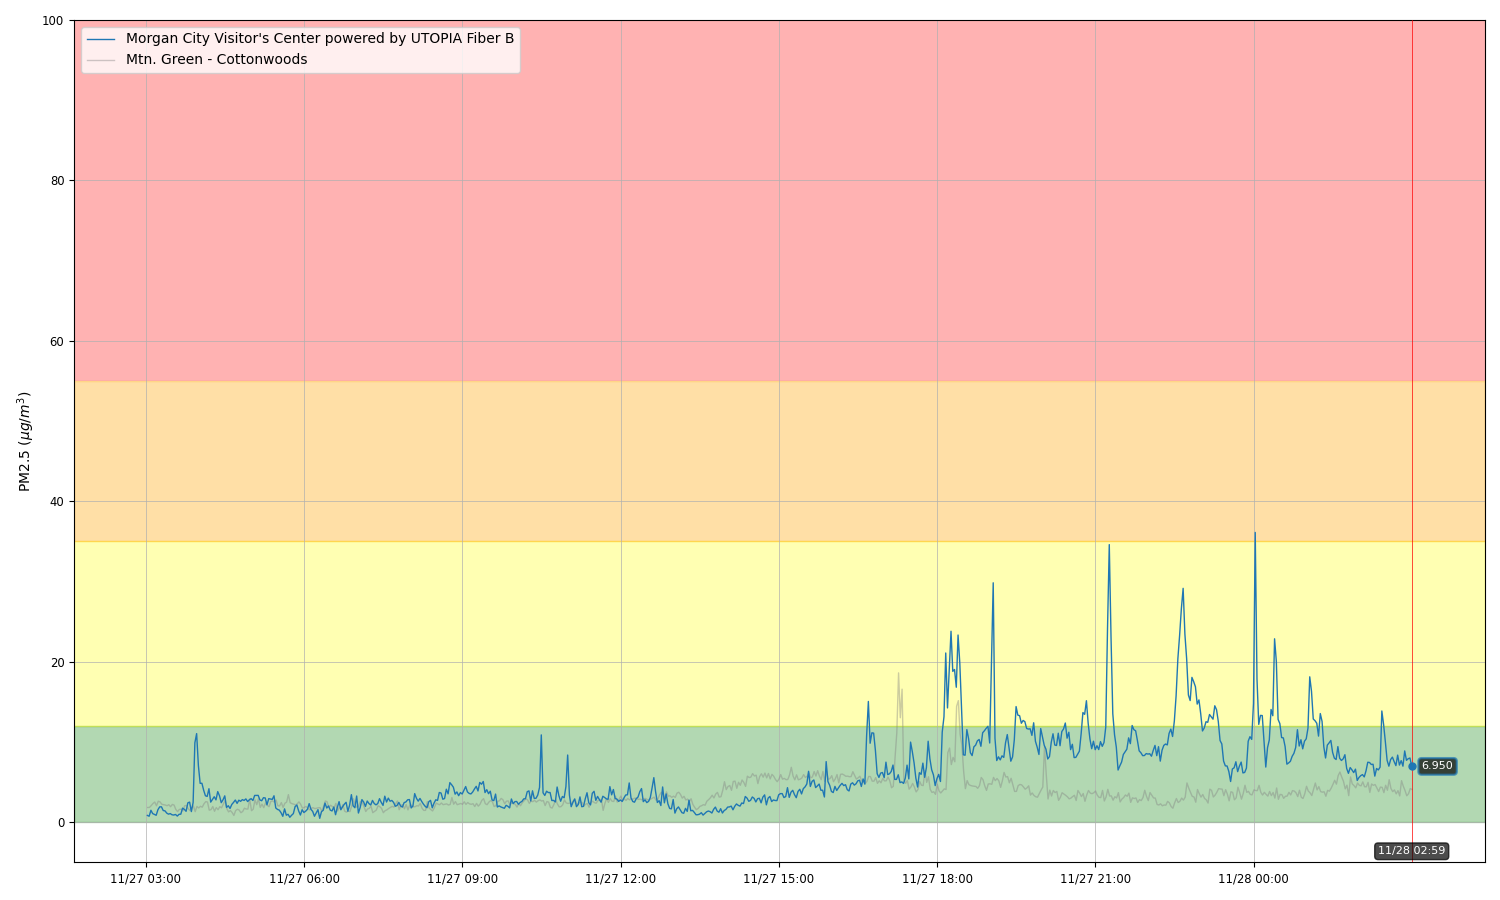 100
Morgan City Visitor's Center powered by UTOPIA Fiber B
Mtn. Green - Cottonwoods
80
60
PM2.5 (μg/m³)
40
20
6.950
0
11/28 02:59
11/27 03:00 11/27 06:00 11/27 09:00 11/27 12:00 11/27 15:00 11/27 18:00 11/27 21:00 11/28 00:00